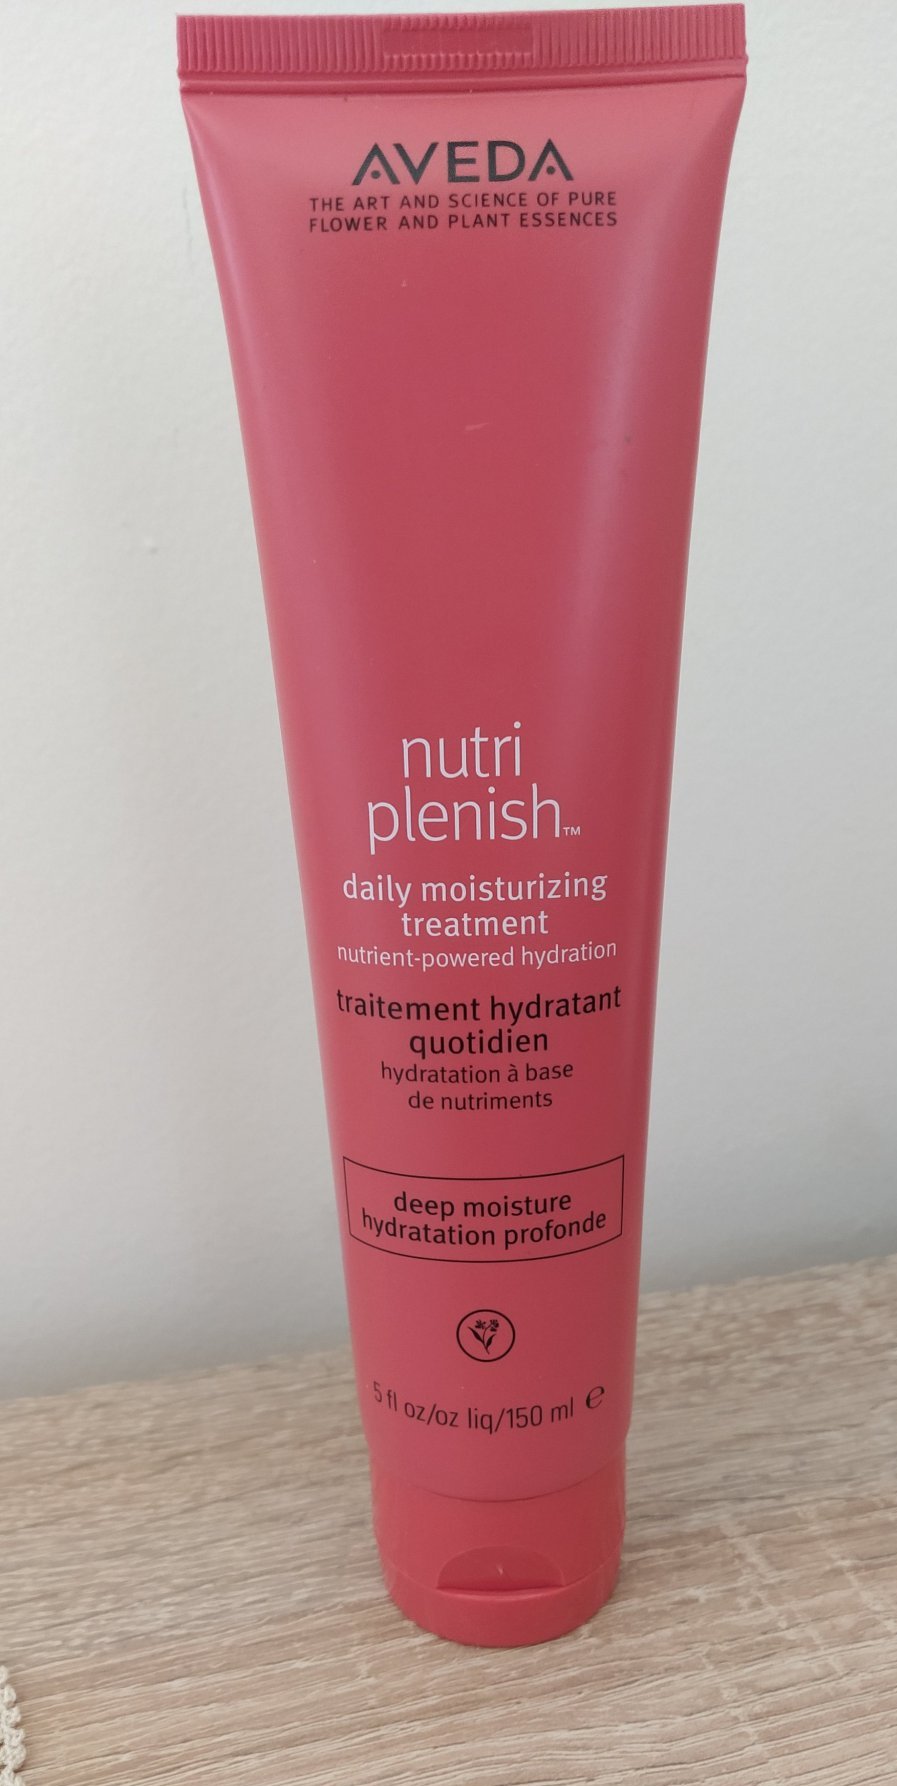 AVEDA
THE ART AND SCIENCE OF PURE
FLOWER AND PLANT ESSENCES
nutri
plenish™
daily moisturizing
treatment
nutrient-powered hydration
traitement hydratant
quotidien
hydratation à base
de nutriments
deep moisture
hydratation profonde
5 fl oz/oz liq/150 ml ℮